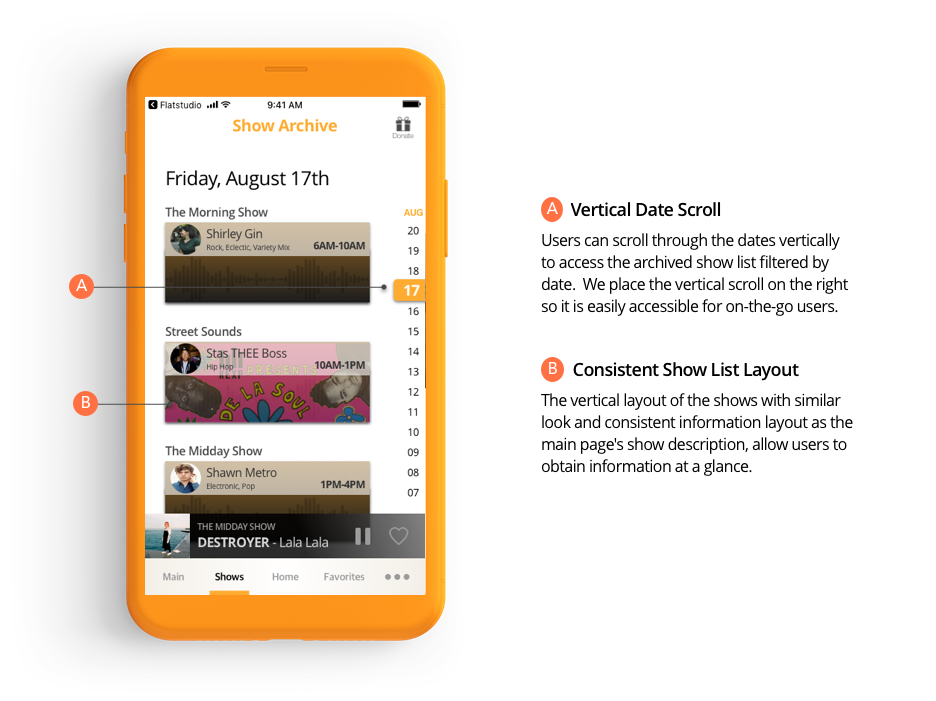 Flatstudio
9:41 AM
Show Archive
Donate
Friday, August 17th
The Morning Show
Shirley Gin
Rock, Eclectic, Variety Mix
6AM-10AM
Street Sounds
Stas THEE Boss
Hip Hop
10AM-1PM
PRESENTS
DE LA SOUL
The Midday Show
Shawn Metro
Electronic, Pop
1PM-4PM
AUG
20
19
18
17
16
15
14
13
12
11
10
09
08
07
THE MIDDAY SHOW
DESTROYER - Lala Lala
Main
Shows
Home
Favorites
A
B
A Vertical Date Scroll
Users can scroll through the dates vertically
to access the archived show list filtered by
date.  We place the vertical scroll on the right
so it is easily accessible for on-the-go users.
B Consistent Show List Layout
The vertical layout of the shows with similar
look and consistent information layout as the
main page's show description, allow users to
obtain information at a glance.